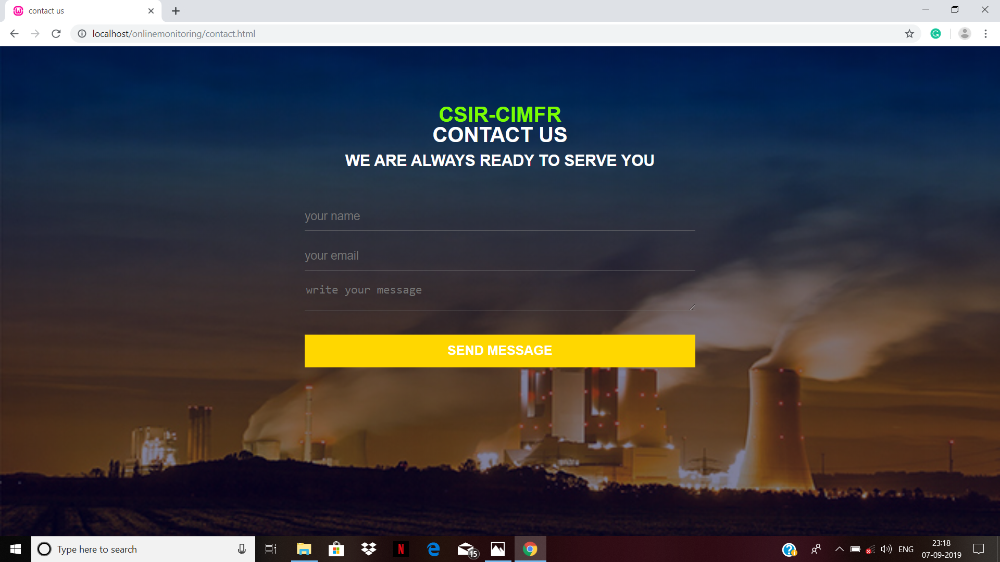 contact us
localhost/onlinemonitoring/contact.html
CSIR-CIMFR
CONTACT US
WE ARE ALWAYS READY TO SERVE YOU
your name
your email
write your message
SEND MESSAGE
Type here to search
15
ENG
23:18
07-09-2019